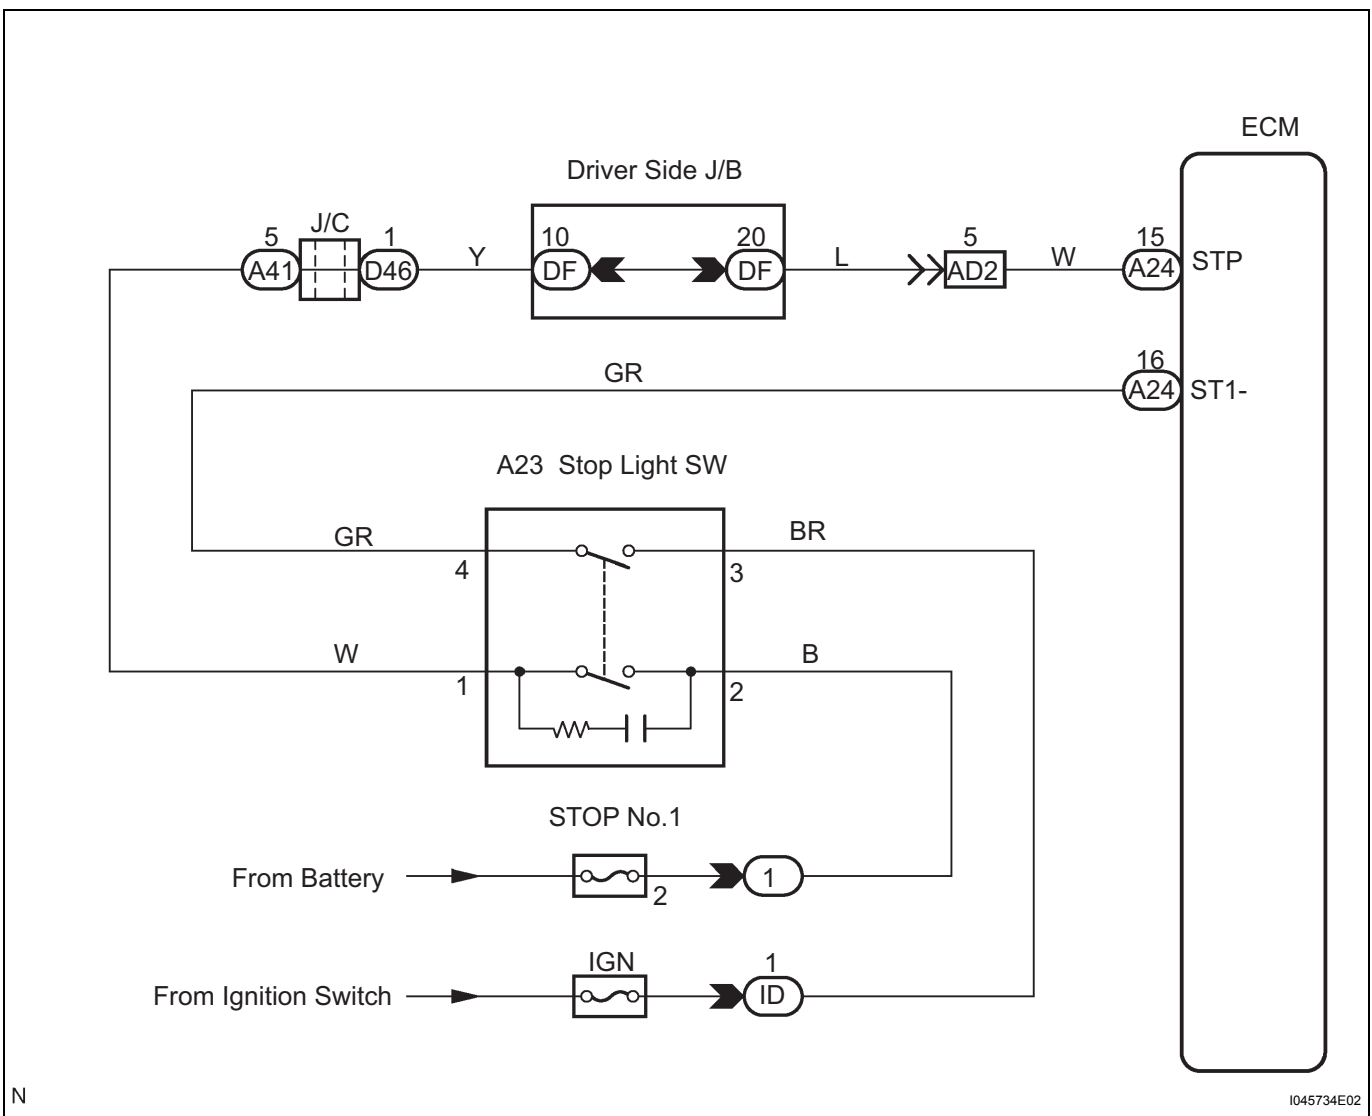 ECM
Driver Side J/B
5 J/C 1
A41 D46
Y
10 20
DF DF
L
5
AD2
W
15
A24 STP
GR
16
A24 ST1-
A23 Stop Light SW
GR
4
BR
3
W
1
B
2
STOP No.1
From Battery
2
1
IGN
From Ignition Switch
1
ID
N
I045734E02